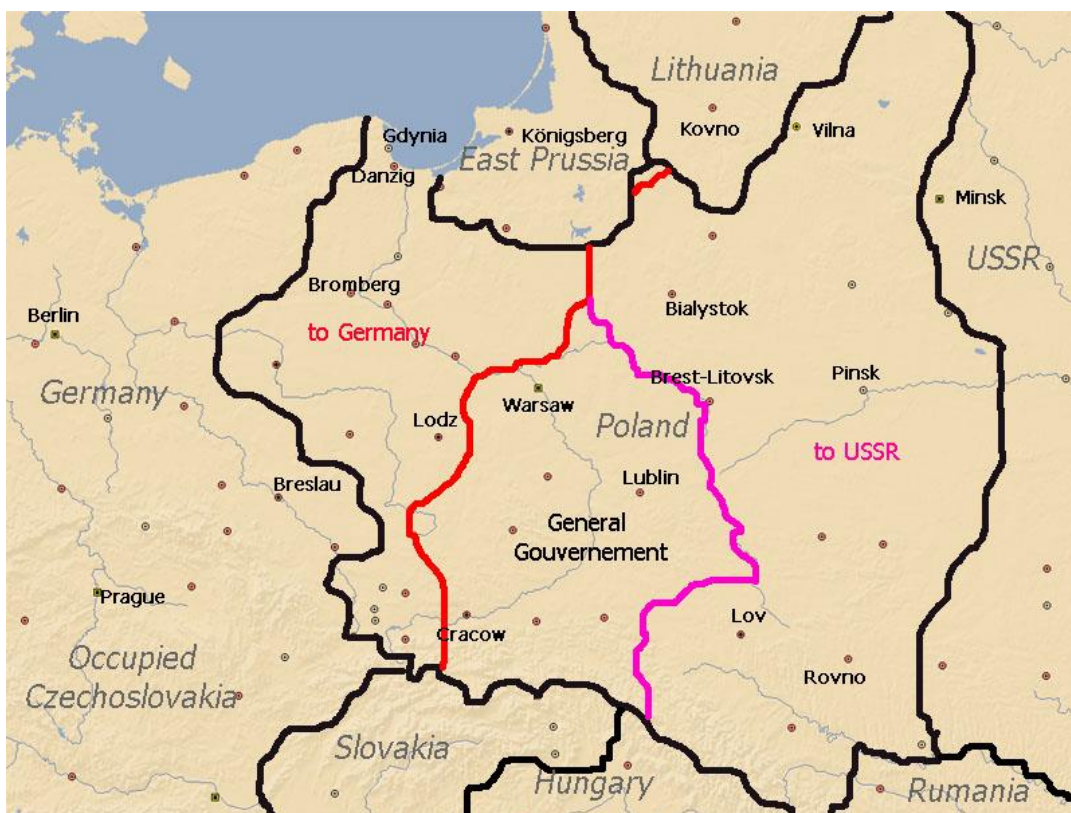 Lithuania
Gdynia
Königsberg
Kovno
Vilna
East Prussia
Danzig
Minsk
USSR
Bromberg
Bialystok
Berlin
to Germany
Germany
Brest-Litovsk
Pinsk
Warsaw
Lodz
Poland
to USSR
Breslau
Lublin
General
Gouvernement
Prague
Cracow
Lov
Occupied
Czechoslovakia
Rovno
Slovakia
Hungary
Rumania